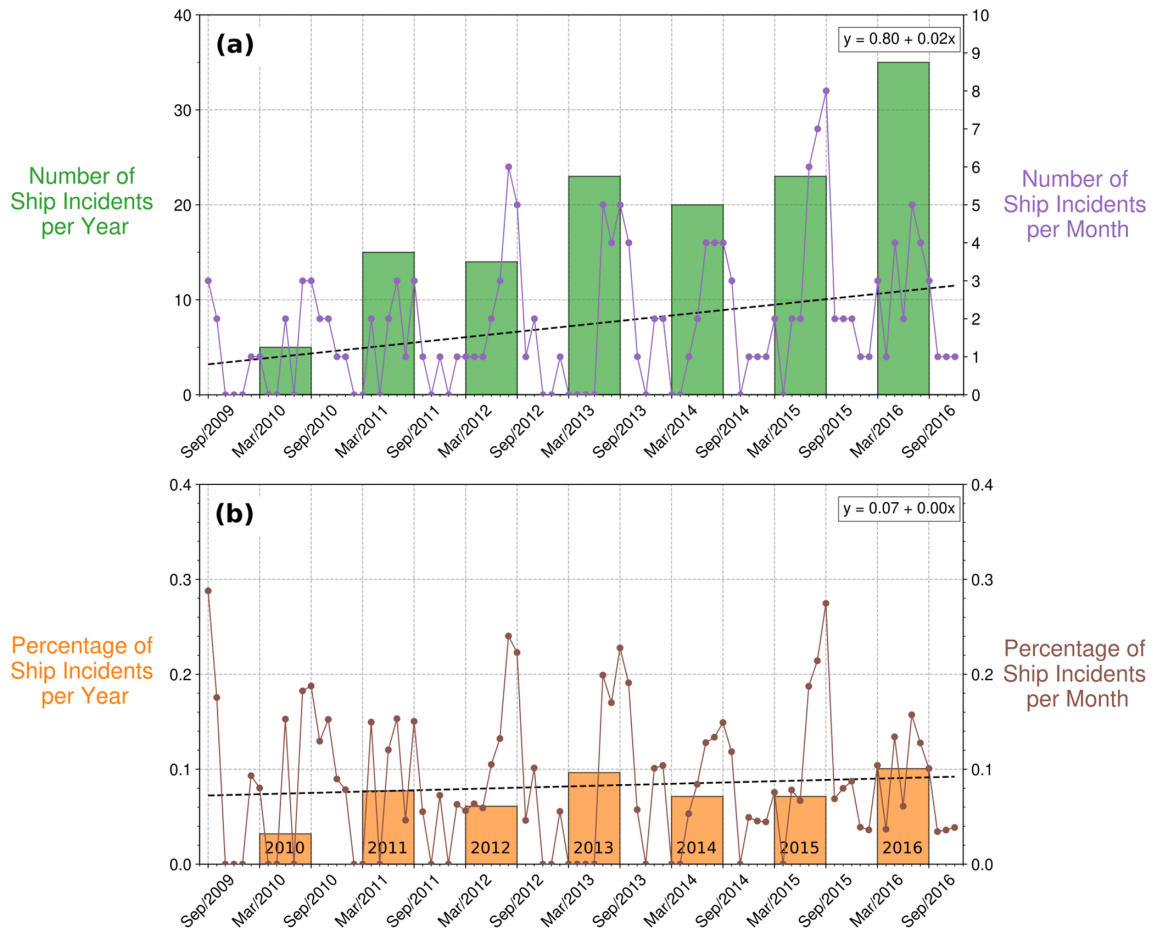 (a)
y = 0.80 + 0.02x
Number of
Ship Incidents
per Year
40
30
20
10
0
10
9
8
7
6
5
4
3
2
1
0
Number of
Ship Incidents
per Month
Sep/2009 Mar/2010 Sep/2010 Mar/2011 Sep/2011 Mar/2012 Sep/2012 Mar/2013 Sep/2013 Mar/2014 Sep/2014 Mar/2015 Sep/2015 Mar/2016 Sep/2016
(b)
y = 0.07 + 0.00x
Percentage of
Ship Incidents
per Year
0.4
0.3
0.2
0.1
0.0
0.4
0.3
0.2
0.1
0.0
Percentage of
Ship Incidents
per Month
2010 2011 2012 2013 2014 2015 2016
Sep/2009 Mar/2010 Sep/2010 Mar/2011 Sep/2011 Mar/2012 Sep/2012 Mar/2013 Sep/2013 Mar/2014 Sep/2014 Mar/2015 Sep/2015 Mar/2016 Sep/2016